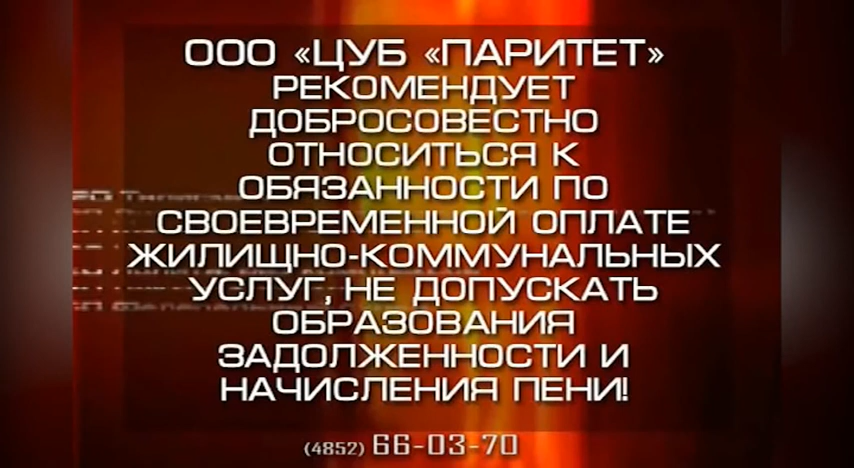 ООО «ЦУБ «ПАРИТЕТ»
РЕКОМЕНДУЕТ
ДОБРОСОВЕСТНО
ОТНОСИТЬСЯ К
ОБЯЗАННОСТИ ПО
СВОЕВРЕМЕННОЙ ОПЛАТЕ
ЖИЛИЩНО-КОММУНАЛЬНЫХ
УСЛУГ, НЕ ДОПУСКАТЬ
ОБРАЗОВАНИЯ
ЗАДОЛЖЕННОСТИ И
НАЧИСЛЕНИЯ ПЕНИ!
(4852) 66-03-70